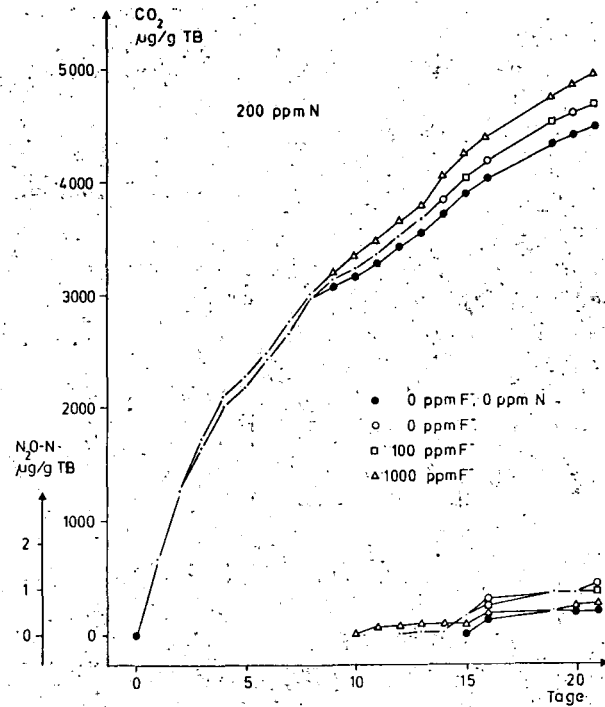 CO₂
µg/g TB
5000
200 ppm N
4000
3000
0 ppm F⁻, 0 ppm N
0 ppm F⁻
100 ppm F⁻
1000 ppm F⁻
2000
N₂O-N
µg/g TB
1000
2
1
0
0
0
5
10
15
20
Tage